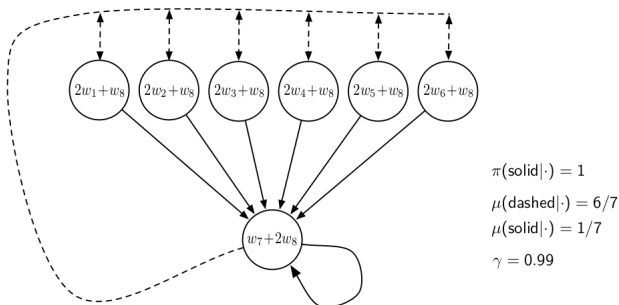 2w₁+w₈ 2w₂+w₈ 2w₃+w₈ 2w₄+w₈ 2w₅+w₈ 2w₆+w₈
π(solid|·) = 1
μ(dashed|·) = 6/7
μ(solid|·) = 1/7
w₇+2w₈
γ = 0.99